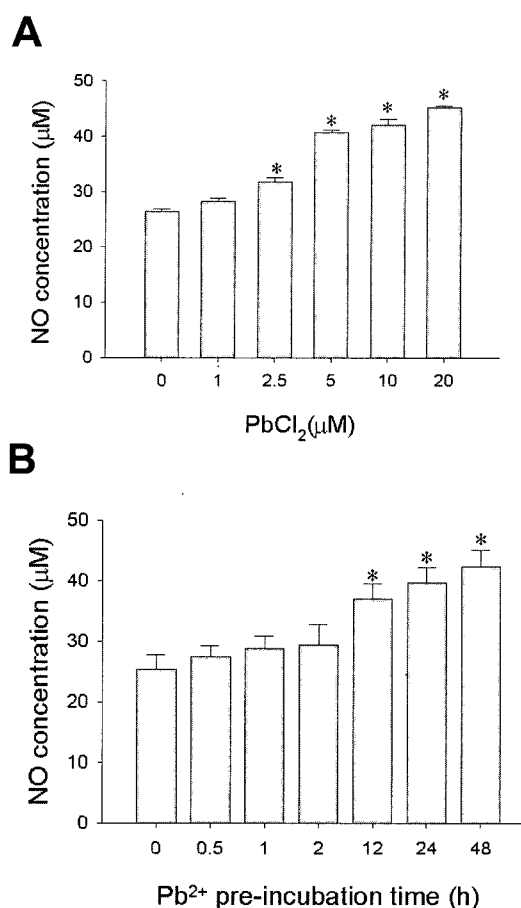 A
NO concentration (μM)
50
40
30
20
10
0
* * * *
0 1 2.5 5 10 20
PbCl₂(μM)
B
NO concentration (μM)
50
40
30
20
10
0
* * *
0 0.5 1 2 12 24 48
Pb²⁺ pre-incubation time (h)